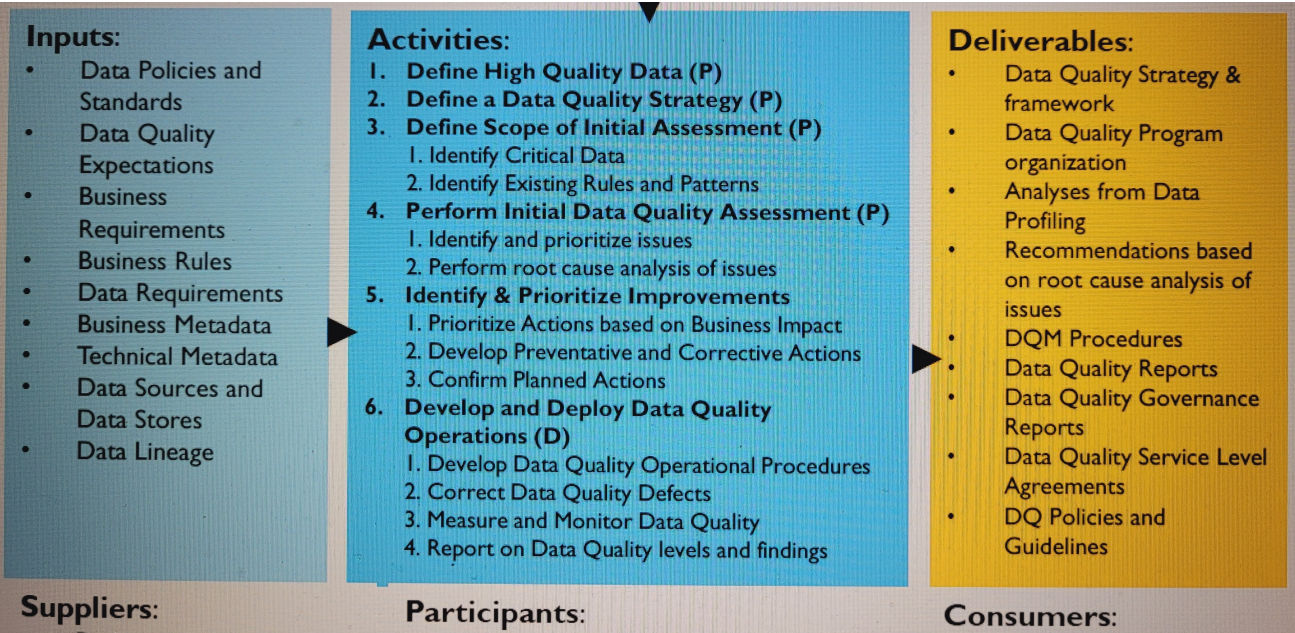 Inputs:
• Data Policies and
Standards
• Data Quality
Expectations
• Business
Requirements
• Business Rules
• Data Requirements
• Business Metadata
• Technical Metadata
• Data Sources and
Data Stores
• Data Lineage
Suppliers:
Activities:
1. Define High Quality Data (P)
2. Define a Data Quality Strategy (P)
3. Define Scope of Initial Assessment (P)
1. Identify Critical Data
2. Identify Existing Rules and Patterns
4. Perform Initial Data Quality Assessment (P)
1. Identify and prioritize issues
2. Perform root cause analysis of issues
5. Identify & Prioritize Improvements
1. Prioritize Actions based on Business Impact
2. Develop Preventative and Corrective Actions
3. Confirm Planned Actions
6. Develop and Deploy Data Quality
Operations (D)
1. Develop Data Quality Operational Procedures
2. Correct Data Quality Defects
3. Measure and Monitor Data Quality
4. Report on Data Quality levels and findings
Participants:
Deliverables:
• Data Quality Strategy &
framework
• Data Quality Program
organization
• Analyses from Data
Profiling
• Recommendations based
on root cause analysis of
issues
• DQM Procedures
• Data Quality Reports
• Data Quality Governance
Reports
• Data Quality Service Level
Agreements
• DQ Policies and
Guidelines
Consumers: